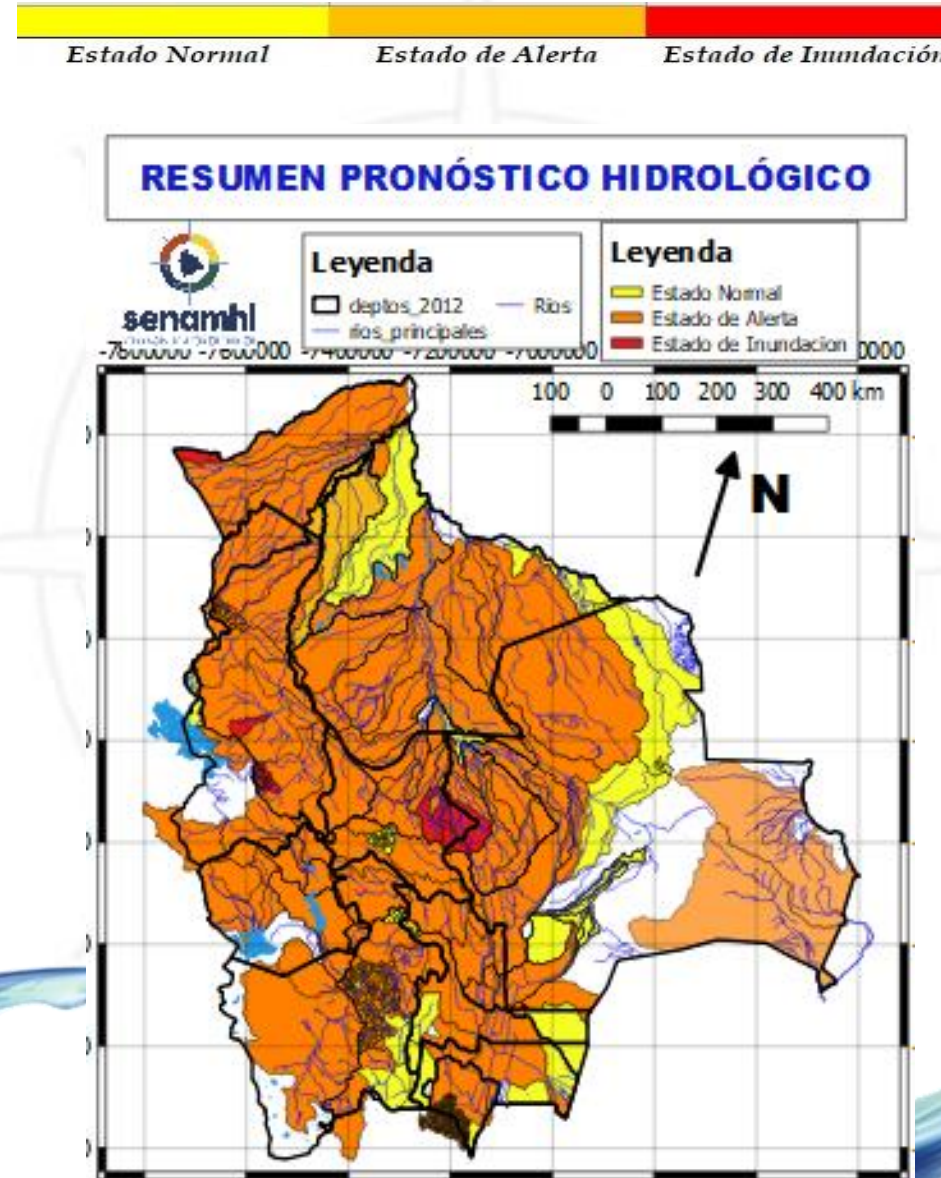 Estado Normal
Estado de Alerta
Estado de Inundación
RESUMEN PRONÓSTICO HIDROLÓGICO
senamhi
Leyenda
deptos_2012
Rios
rios_principales
Leyenda
Estado Normal
Estado de Alerta
Estado de Inundacion
100 0 100 200 300 400 km
N